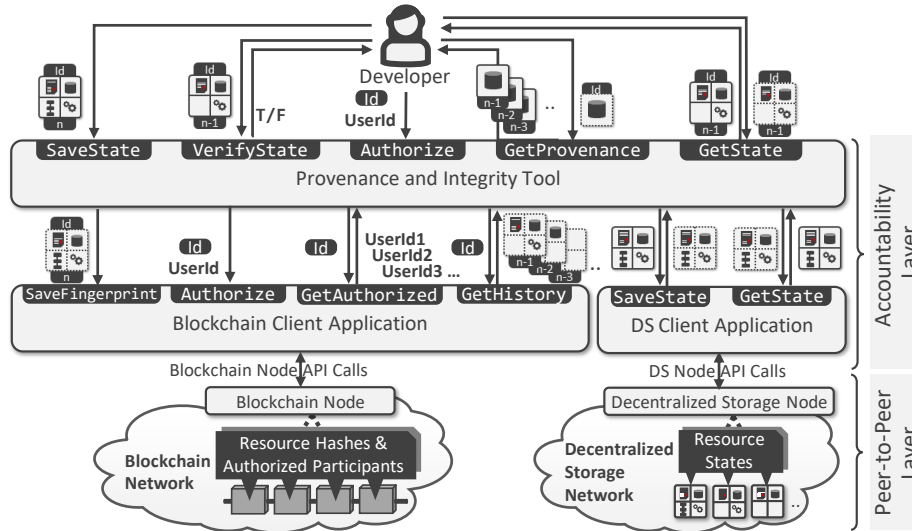 Developer
Id
n
Id
n-1
T/F
Id
UserId
n-1
n-2
n-3
..
Id
Id
n-1
Id
n-1
SaveState
VerifyState
Authorize
GetProvenance
GetState
Provenance and Integrity Tool
Id
n
Id
UserId
Id
UserId1
UserId2
UserId3 ...
Id
n-1
n-2
n-3
..
SaveFingerprint
Authorize
GetAuthorized
GetHistory
Blockchain Client Application
SaveState
GetState
DS Client Application
Accountability
Layer
Blockchain Node API Calls
DS Node API Calls
Blockchain Node
Decentralized Storage Node
Resource Hashes &
Authorized Participants
Blockchain
Network
Resource
States
Decentralized
Storage
Network
..
Peer-to-Peer
Layer